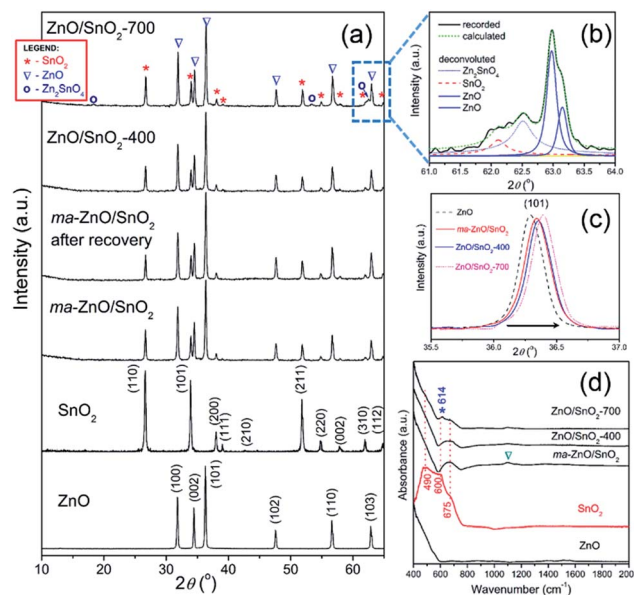 ZnO/SnO2-700
(a)
LEGEND:
* - SnO2
∇ - ZnO
o - Zn2SnO4
ZnO/SnO2-400
ma-ZnO/SnO2
after recovery
ma-ZnO/SnO2
SnO2
(110)
(101)
(200)
(111)
(210)
(211)
(220)
(002)
(310)
(112)
ZnO
(100)
(002)
(101)
(102)
(110)
(103)
Intensity (a.u.)
10 20 30 40 50 60
2θ (°)
(b)
recorded
calculated
deconvoluted
Zn2SnO4
SnO2
ZnO
ZnO
Intensity (a.u.)
61.0 61.5 62.0 62.5 63.0 63.5 64.0
2θ (°)
(c)
(101)
ZnO
ma-ZnO/SnO2
ZnO/SnO2-400
ZnO/SnO2-700
Intensity (a.u.)
35.5 36.0 36.5 37.0
2θ (°)
(d)
* 614
ZnO/SnO2-700
ZnO/SnO2-400
ma-ZnO/SnO2
∇
490
600
675
SnO2
ZnO
Absorbance (a.u.)
400 600 800 1000 1200 1400 1600 1800 2000
Wavenumber (cm-1)